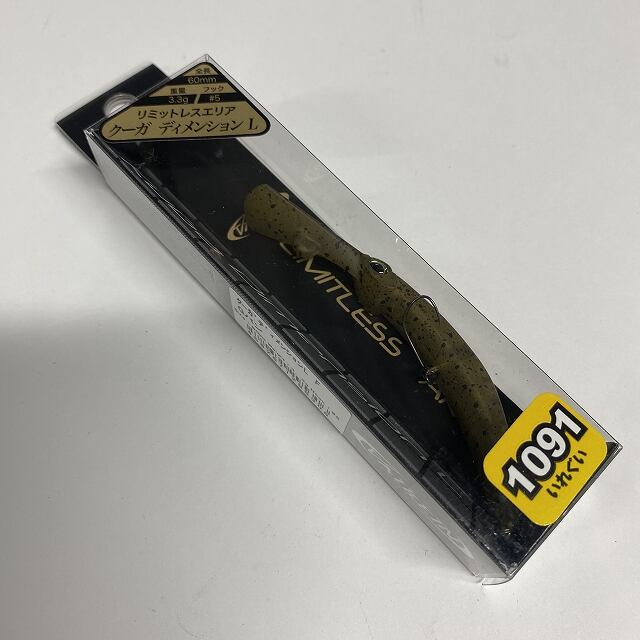 全長
60mm
重量 フック
3.3g #5
リミットレスエリア
クーガ ディメンション L
LIMITLESS
1091
いれぐい